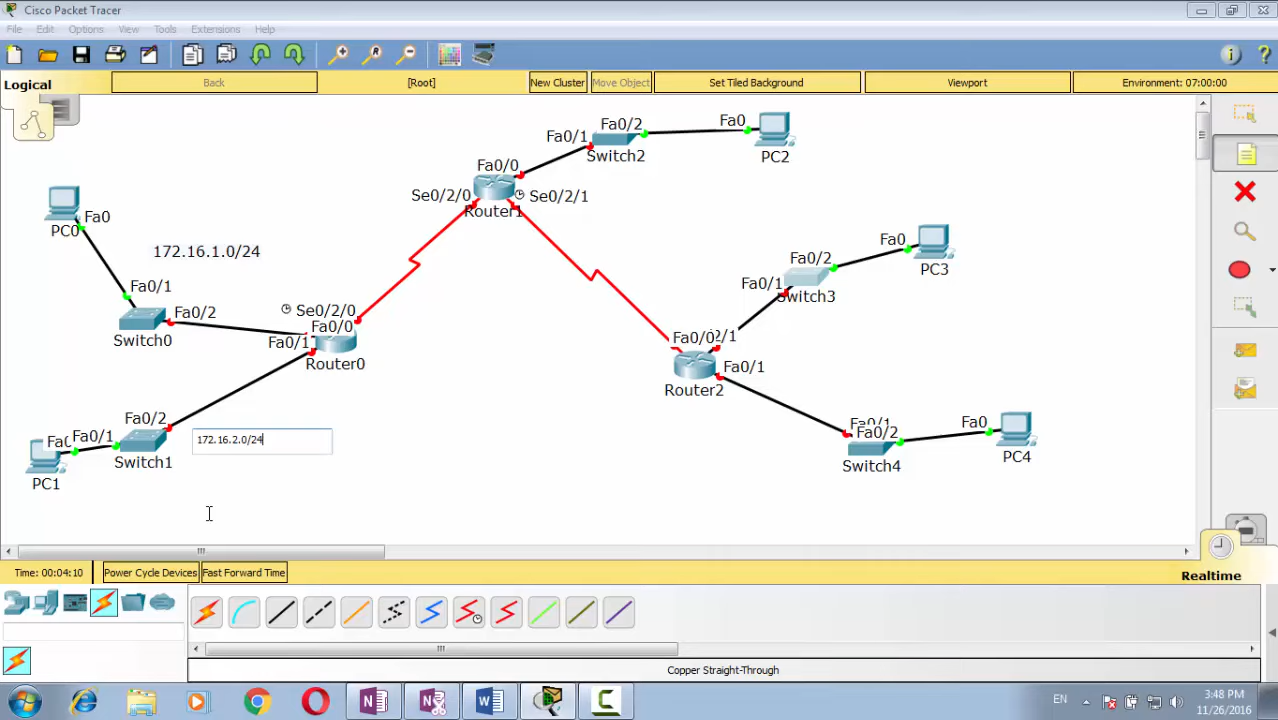 Cisco Packet Tracer
File Edit Options View Tools Extensions Help
Logical
Back
[Root]
New Cluster
Move Object
Set Tiled Background
Viewport
Environment: 07:00:00
Fa0/2
Fa0
Fa0/1
Switch2
PC2
Fa0/0
Se0/2/0
Se0/2/1
Router1
Fa0
PC0
172.16.1.0/24
Fa0
Fa0/2
PC3
Fa0/1
Switch3
Fa0/1
Fa0/2
Switch0
Se0/2/0
Fa0/0
Fa0/1
Router0
Fa0/0
2/1
Fa0/1
Router2
Fa0/2
Fa0/1
Switch1
PC1
172.16.2.0/24
Fa0/1
Fa0/2
Fa0
Switch4
PC4
Time: 00:04:10
Power Cycle Devices
Fast Forward Time
Realtime
Copper Straight-Through
EN
3:48 PM
11/26/2016